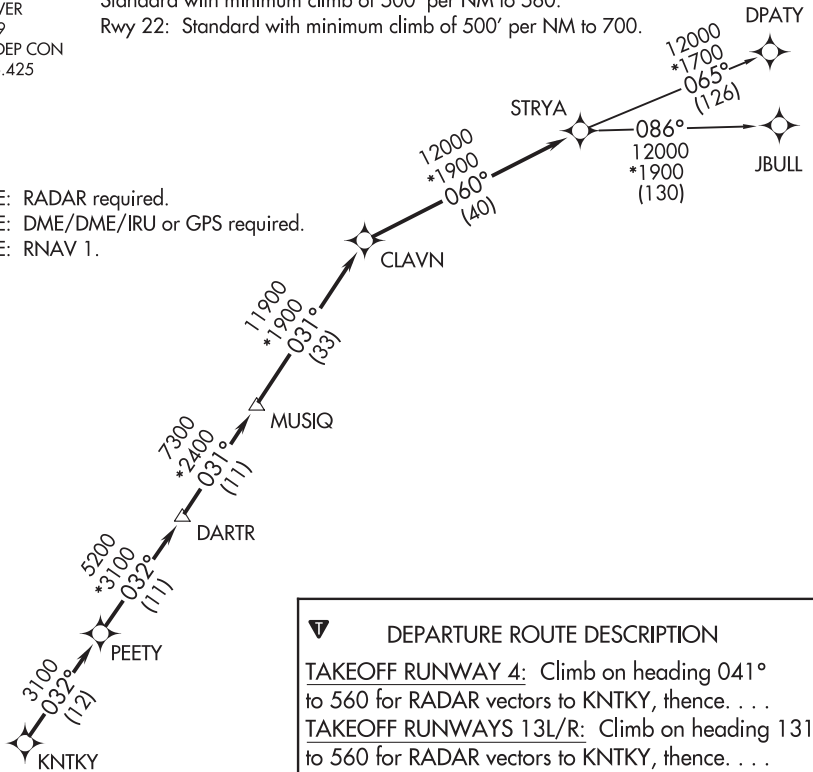 VER
9
DEP CON
.425
Standard with minimum climb of 500' per NM to 560.
Rwy 22: Standard with minimum climb of 500' per NM to 700.
DPATY
12000
*1700
065°
(126)
STRYA
086°
12000
*1900
(130)
JBULL
12000
*1900
060°
(40)
E: RADAR required.
E: DME/DME/IRU or GPS required.
E: RNAV 1.
CLAVN
11900
*1900
031°
(33)
MUSIQ
7300
*2400
031°
(11)
DARTR
5200
*3100
032°
(11)
PEETY
3100
032°
(12)
KNTKY
T
DEPARTURE ROUTE DESCRIPTION
TAKEOFF RUNWAY 4: Climb on heading 041°
to 560 for RADAR vectors to KNTKY, thence. . . .
TAKEOFF RUNWAYS 13L/R: Climb on heading 131
to 560 for RADAR vectors to KNTKY, thence. . . .